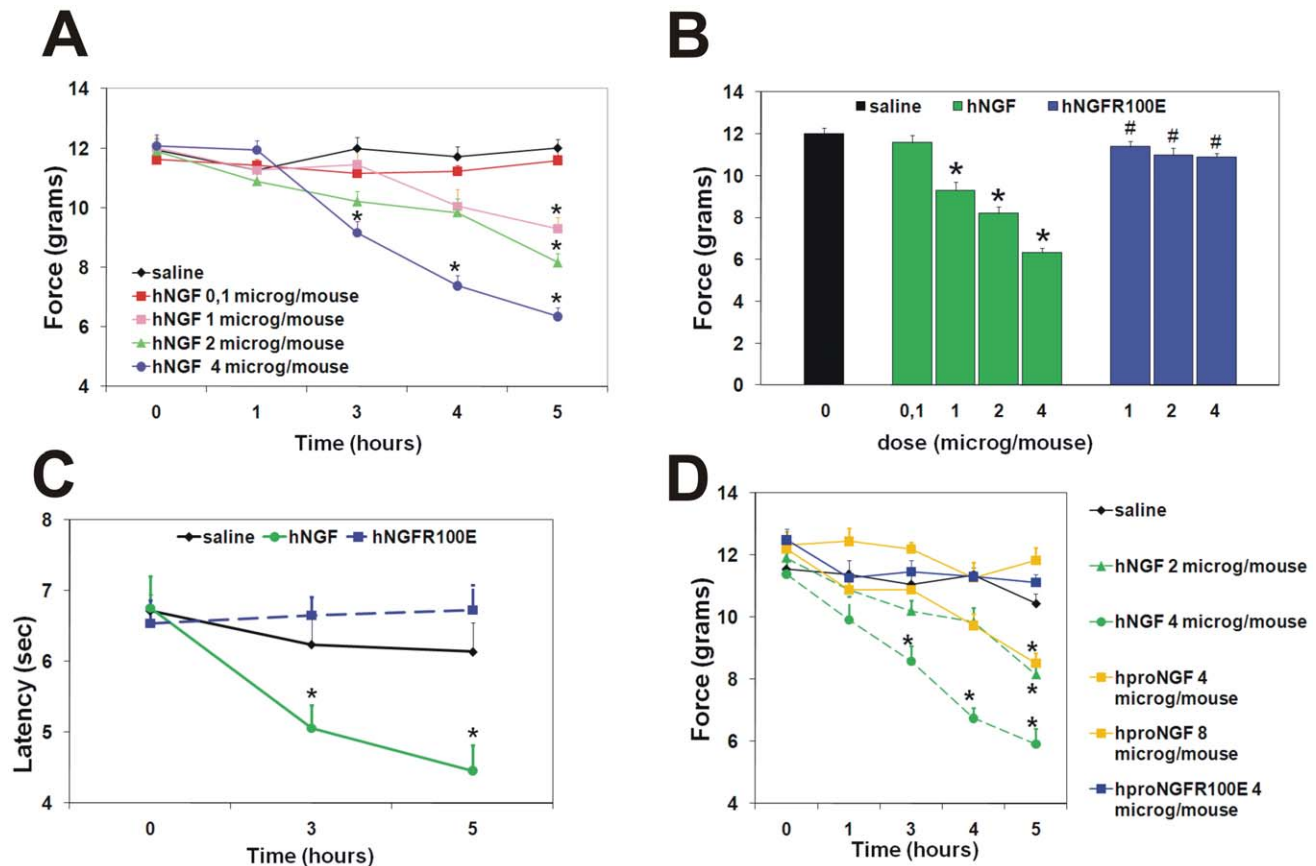 A
14
12
10
8
6
4
Force (grams)
*
*
*
*
*
saline
hNGF 0,1 microg/mouse
hNGF 1 microg/mouse
hNGF 2 microg/mouse
hNGF 4 microg/mouse
0 1 3 4 5
Time (hours)
B
14
12
10
8
6
4
2
0
Force (grams)
saline hNGF hNGFR100E
* * *
# # #
0 0,1 1 2 4 1 2 4
dose (microg/mouse)
C
8
7
6
5
4
Latency (sec)
saline hNGF hNGFR100E
* *
0 3 5
Time (hours)
D
14
12
10
8
6
4
Force (grams)
*
*
*
*
*
0 1 3 4 5
Time (hours)
saline
hNGF 2 microg/mouse
hNGF 4 microg/mouse
hproNGF 4
microg/mouse
hproNGF 8
microg/mouse
hproNGFR100E 4
microg/mouse